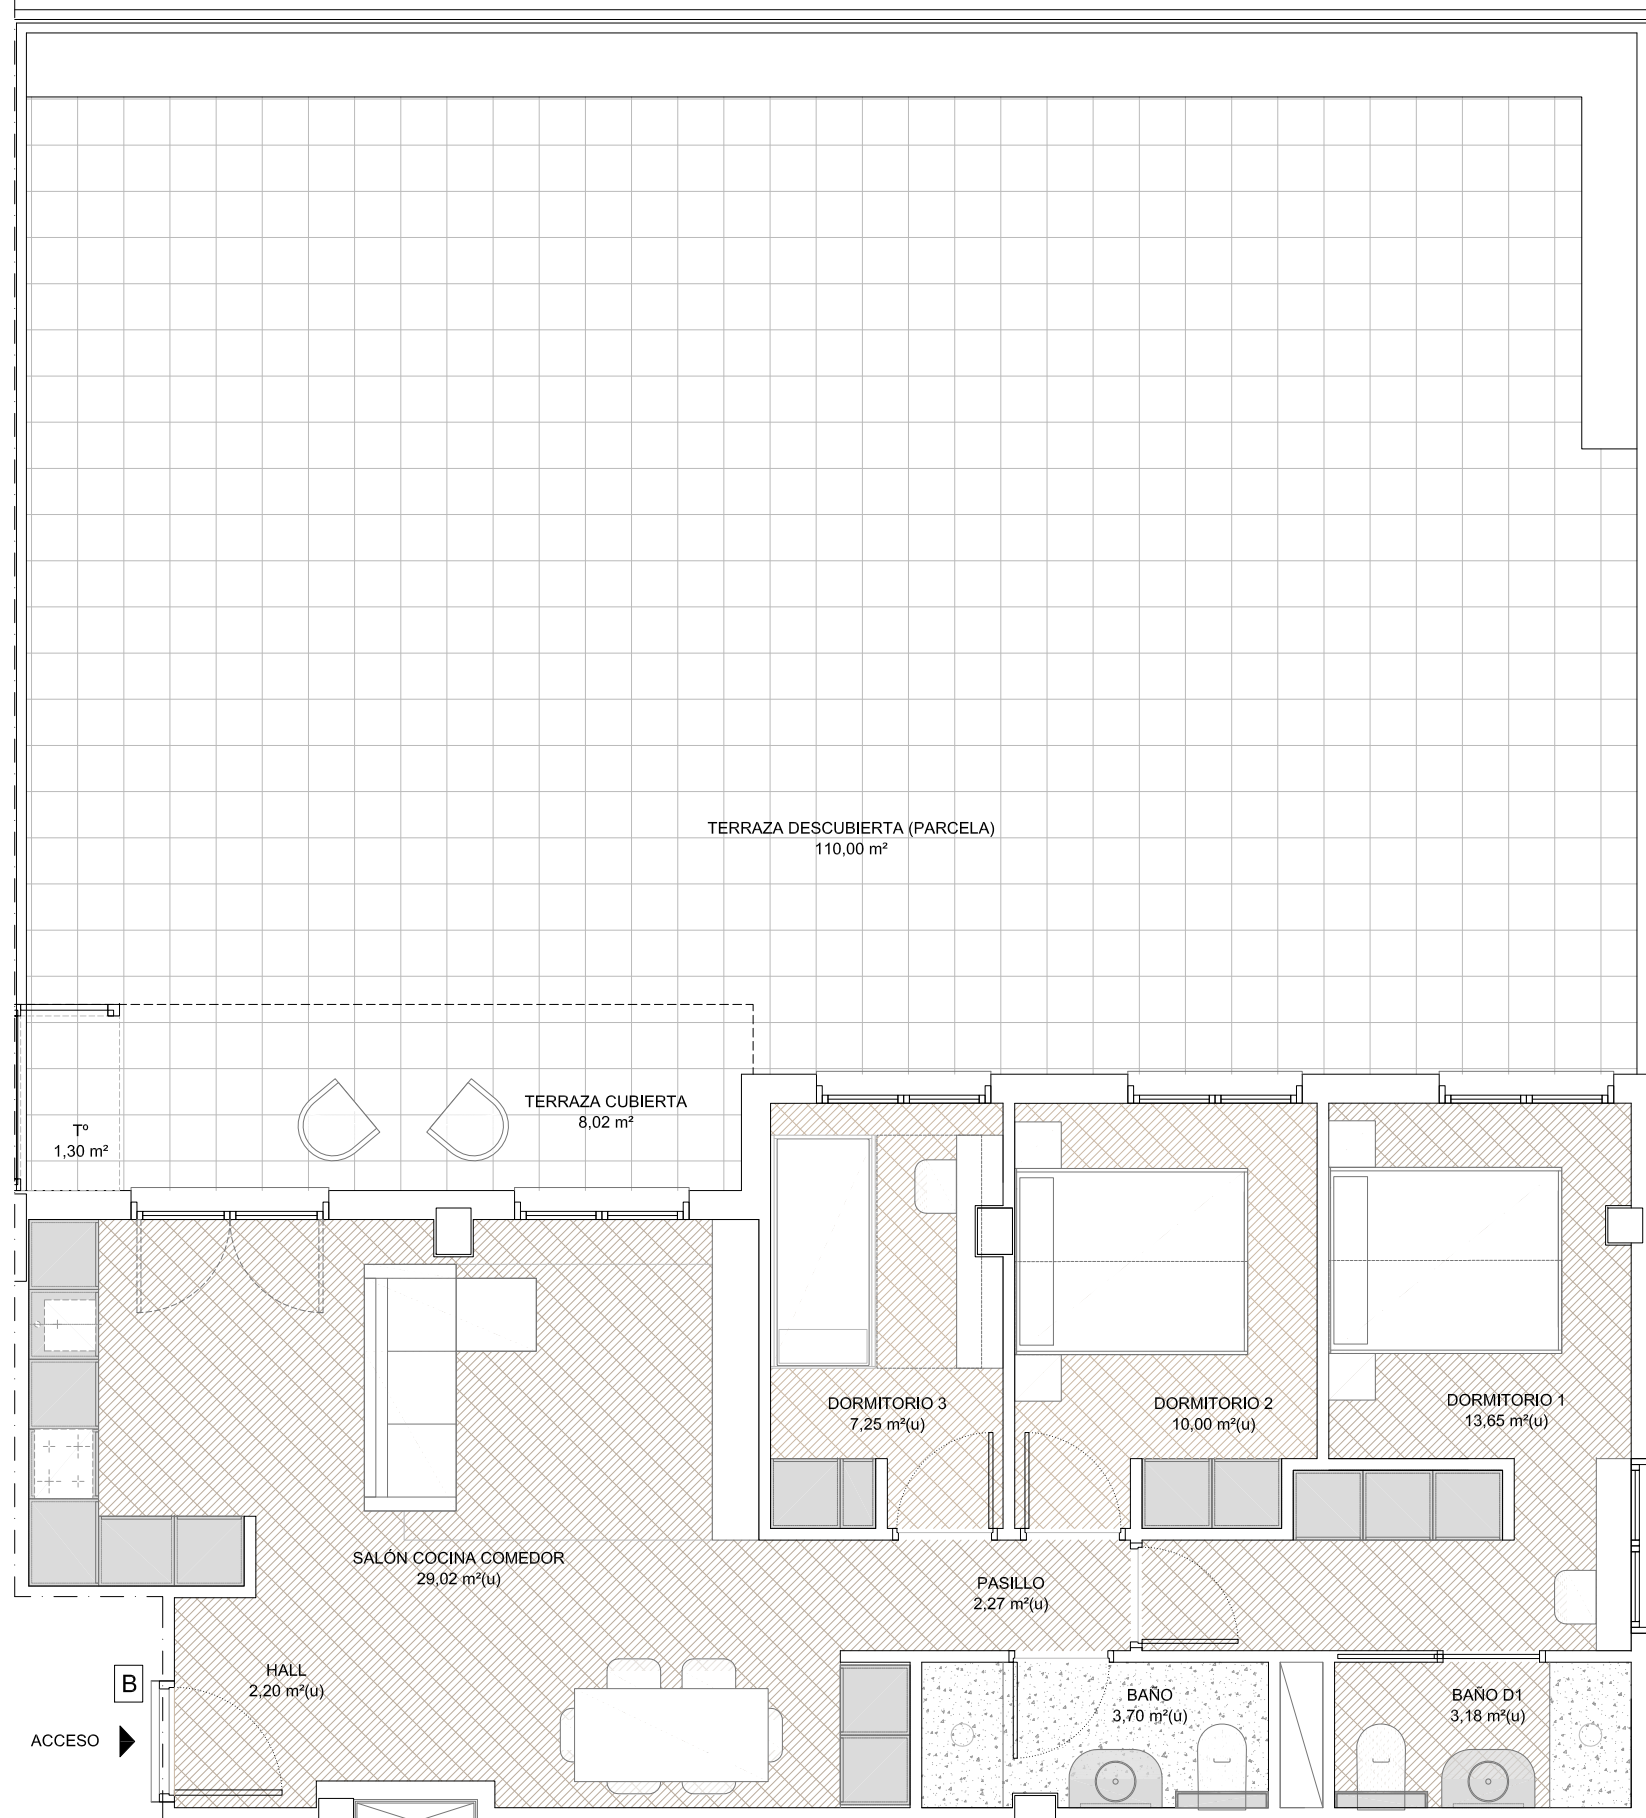 TERRAZA DESCUBIERTA (PARCELA)
110,00 m²
TERRAZA CUBIERTA
8,02 m²
Tº
1,30 m²
DORMITORIO 3
7,25 m²(u)
DORMITORIO 2
10,00 m²(u)
DORMITORIO 1
13,65 m²(u)
SALÓN COCINA COMEDOR
29,02 m²(u)
PASILLO
2,27 m²(u)
HALL
2,20 m²(u)
B
ACCESO
BAÑO
3,70 m²(u)
BAÑO D1
3,18 m²(u)